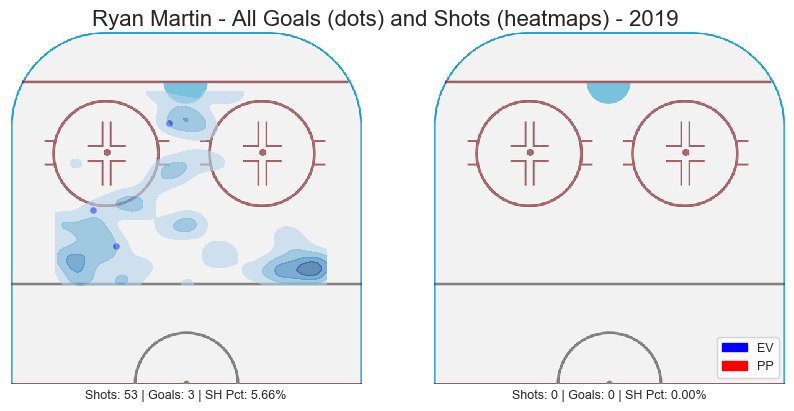 Ryan Martin - All Goals (dots) and Shots (heatmaps) - 2019
EV
PP
Shots: 53 | Goals: 3 | SH Pct: 5.66%
Shots: 0 | Goals: 0 | SH Pct: 0.00%